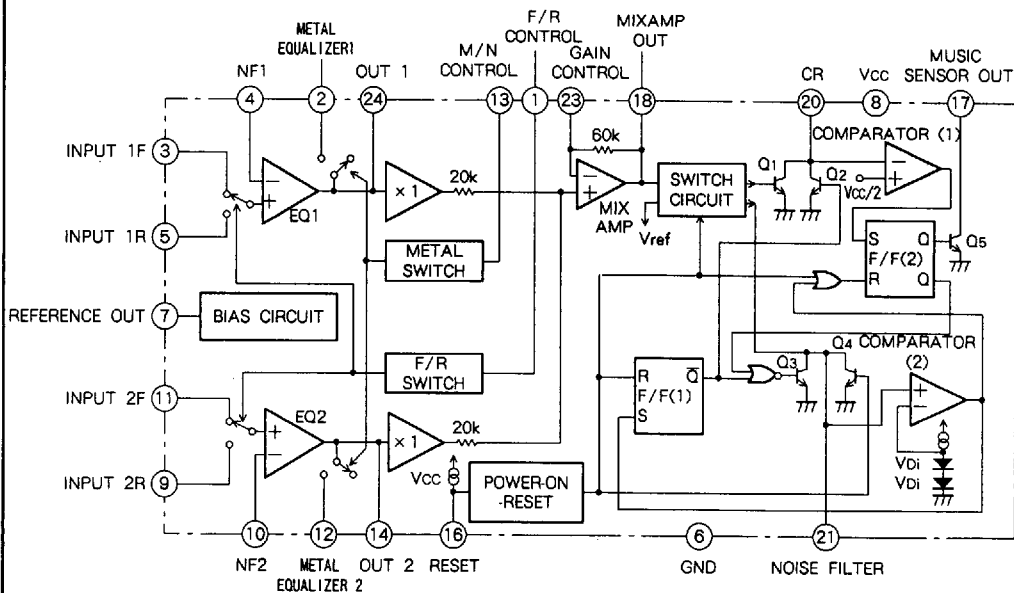 METAL
EQUALIZER1
F/R
CONTROL
MIXAMP
OUT
NF1
OUT 1
M/N
CONTROL
GAIN
CONTROL
CR
Vcc
MUSIC
SENSOR OUT
4
2
24
13
1
23
18
20
8
17
INPUT 1F
3
INPUT 1R
5
REFERENCE OUT
7
INPUT 2F
11
INPUT 2R
9
− +
EQ1
×1
20k
60k
− +
MIX
AMP
Vref
SWITCH
CIRCUIT
Q1
Q2
COMPARATOR (1)
− +
Vcc/2
S Q
F/F(2)
R Q
Q5
METAL
SWITCH
BIAS CIRCUIT
F/R
SWITCH
EQ2
+ −
×1
20k
Vcc
POWER-ON
-RESET
R Q̅
F/F(1)
S
Q3
Q4
COMPARATOR
(2)
+ −
VDi
VDi
10
12
14
16
6
21
NF2
METAL
EQUALIZER 2
OUT 2
RESET
GND
NOISE FILTER